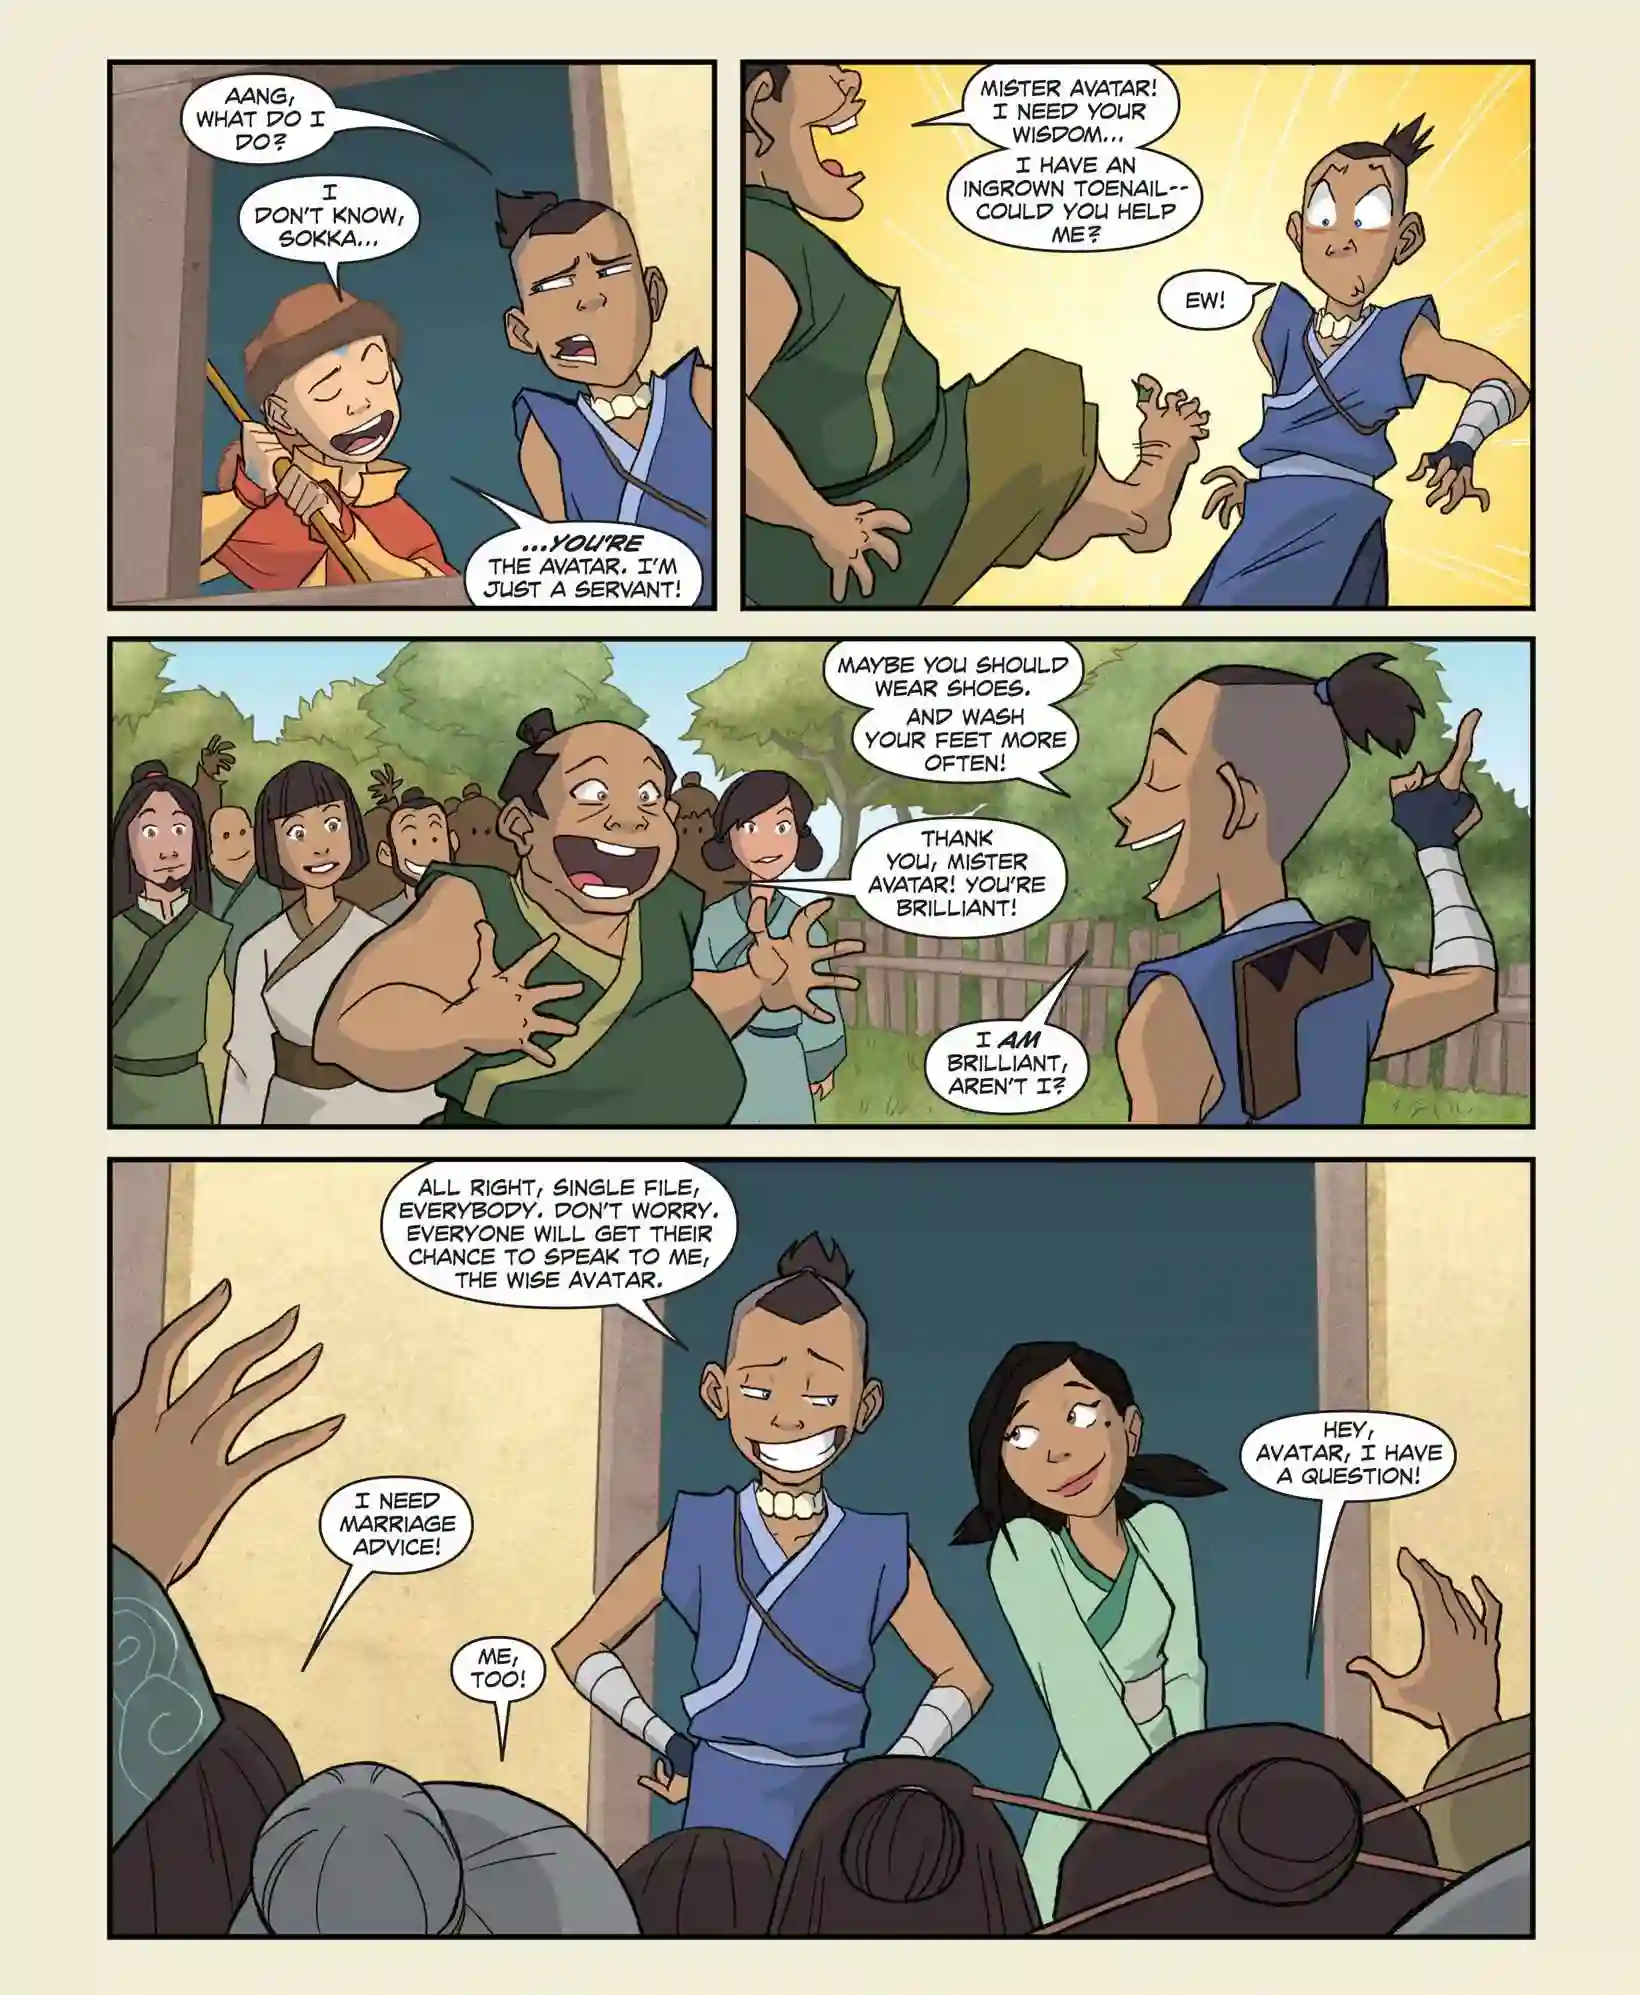 AANG,
WHAT DO I
DO?
I
DON'T KNOW,
SOKKA...
...YOU'RE
THE AVATAR. I'M
JUST A SERVANT!
MISTER AVATAR!
I NEED YOUR
WISDOM...
I HAVE AN
INGROWN TOENAIL--
COULD YOU HELP
ME?
EW!
MAYBE YOU SHOULD
WEAR SHOES.
AND WASH
YOUR FEET MORE
OFTEN!
THANK
YOU, MISTER
AVATAR! YOU'RE
BRILLIANT!
I AM
BRILLIANT,
AREN'T I?
ALL RIGHT, SINGLE FILE,
EVERYBODY. DON'T WORRY.
EVERYONE WILL GET THEIR
CHANCE TO SPEAK TO ME,
THE WISE AVATAR.
I NEED
MARRIAGE
ADVICE!
ME,
TOO!
HEY,
AVATAR, I HAVE
A QUESTION!